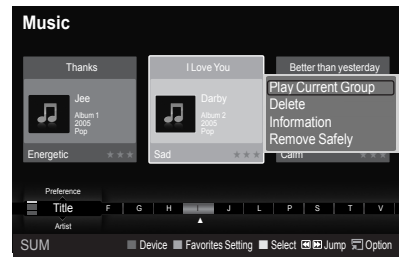 Music
Thanks
I Love You
Better than yesterday
Jee
Album 1
2005
Pop
Darby
Album 2
2005
Pop
Play Current Group
Delete
Information
Remove Safely
Energetic
Sad
Calm
Preference
Title F G H I J L P S T V
Artist
SUM Device Favorites Setting Select Jump Option